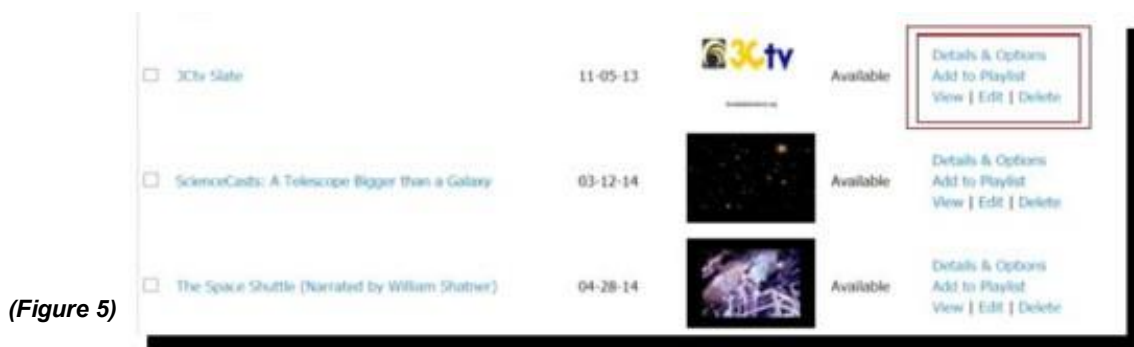 3Ctv Slate 11-05-13 3Ctv Available Details & Options
Add to Playlist
View | Edit | Delete
ScienceCasts: A Telescope Bigger than a Galaxy 03-12-14 Available Details & Options
Add to Playlist
View | Edit | Delete
The Space Shuttle (Narrated by William Shatner) 04-28-14 Available Details & Options
Add to Playlist
View | Edit | Delete
(Figure 5)